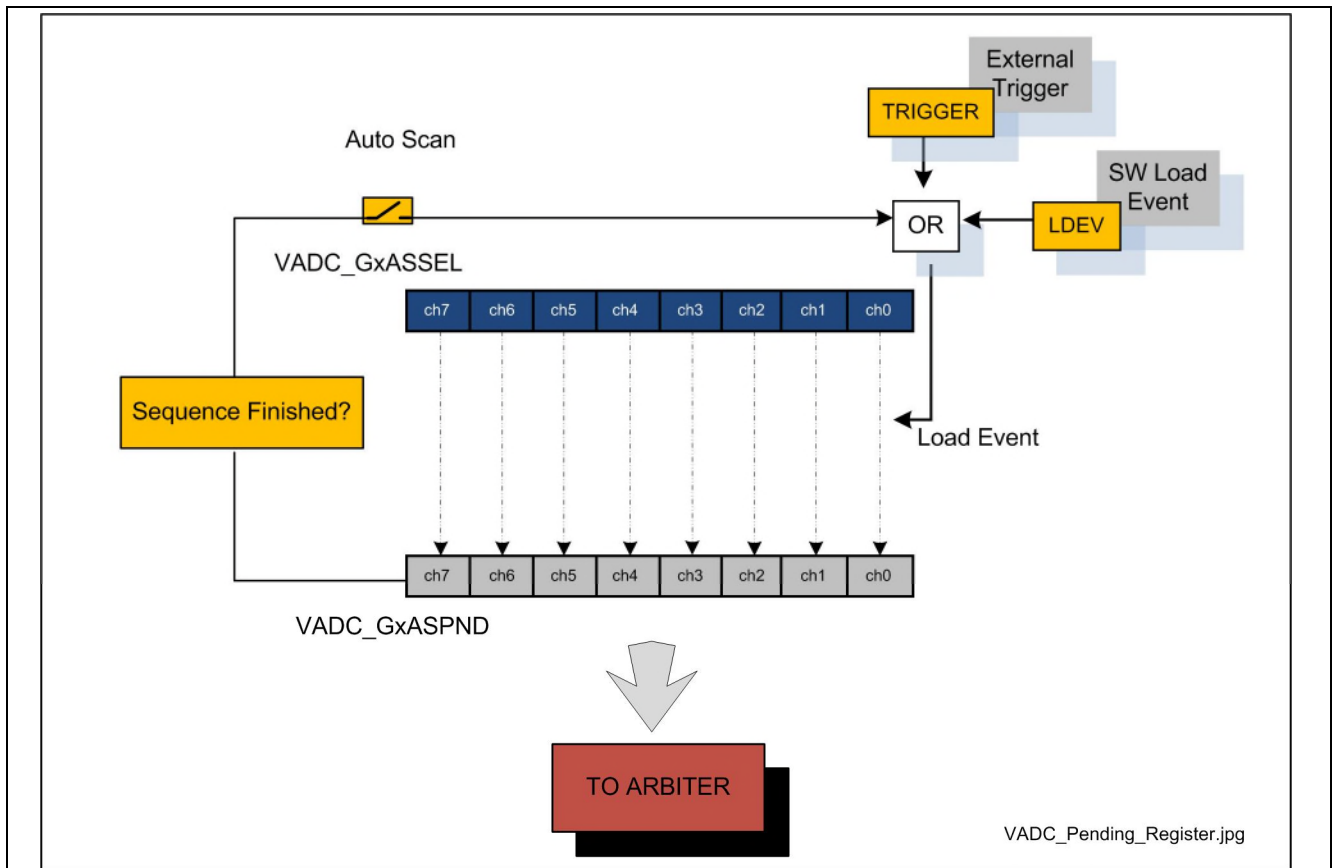 External
Trigger
TRIGGER
Auto Scan
SW Load
Event
OR
LDEV
VADC_GxASSEL
ch7 ch6 ch5 ch4 ch3 ch2 ch1 ch0
Sequence Finished?
Load Event
ch7 ch6 ch5 ch4 ch3 ch2 ch1 ch0
VADC_GxASPND
TO ARBITER
VADC_Pending_Register.jpg